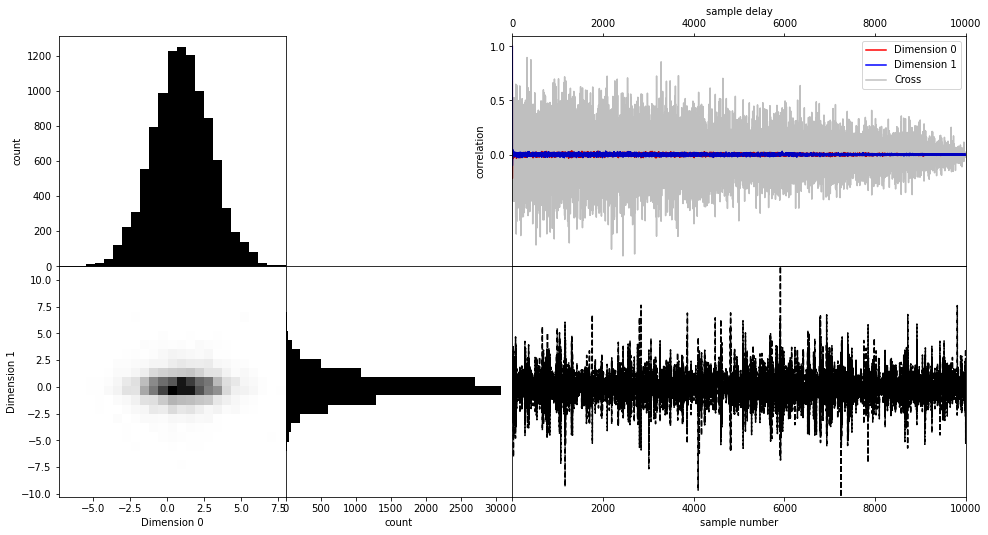 sample delay
0 2000 4000 6000 8000 10000
1200
1000
800
600
400
200
0
count
1.0
0.5
0.0
correlation
Dimension 0
Dimension 1
Cross
10.0
7.5
5.0
2.5
0.0
−2.5
−5.0
−7.5
−10.0
Dimension 1
−5.0 −2.5 0.0 2.5 5.0 7.5
Dimension 0
0 500 1000 1500 2000 2500 3000
count
0 2000 4000 6000 8000 10000
sample number